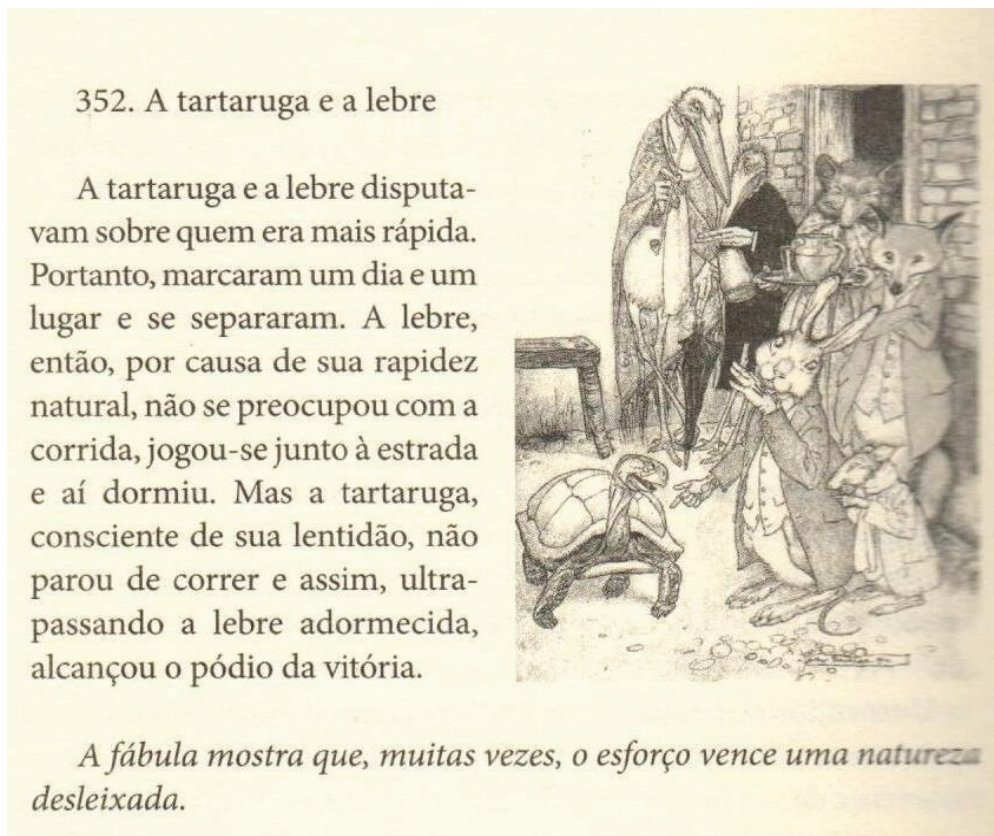 352. A tartaruga e a lebre
A tartaruga e a lebre disputa-
vam sobre quem era mais rápida.
Portanto, marcaram um dia e um
lugar e se separaram. A lebre,
então, por causa de sua rapidez
natural, não se preocupou com a
corrida, jogou-se junto à estrada
e aí dormiu. Mas a tartaruga,
consciente de sua lentidão, não
parou de correr e assim, ultra-
passando a lebre adormecida,
alcançou o pódio da vitória.
A fábula mostra que, muitas vezes, o esforço vence uma natureza
desleixada.